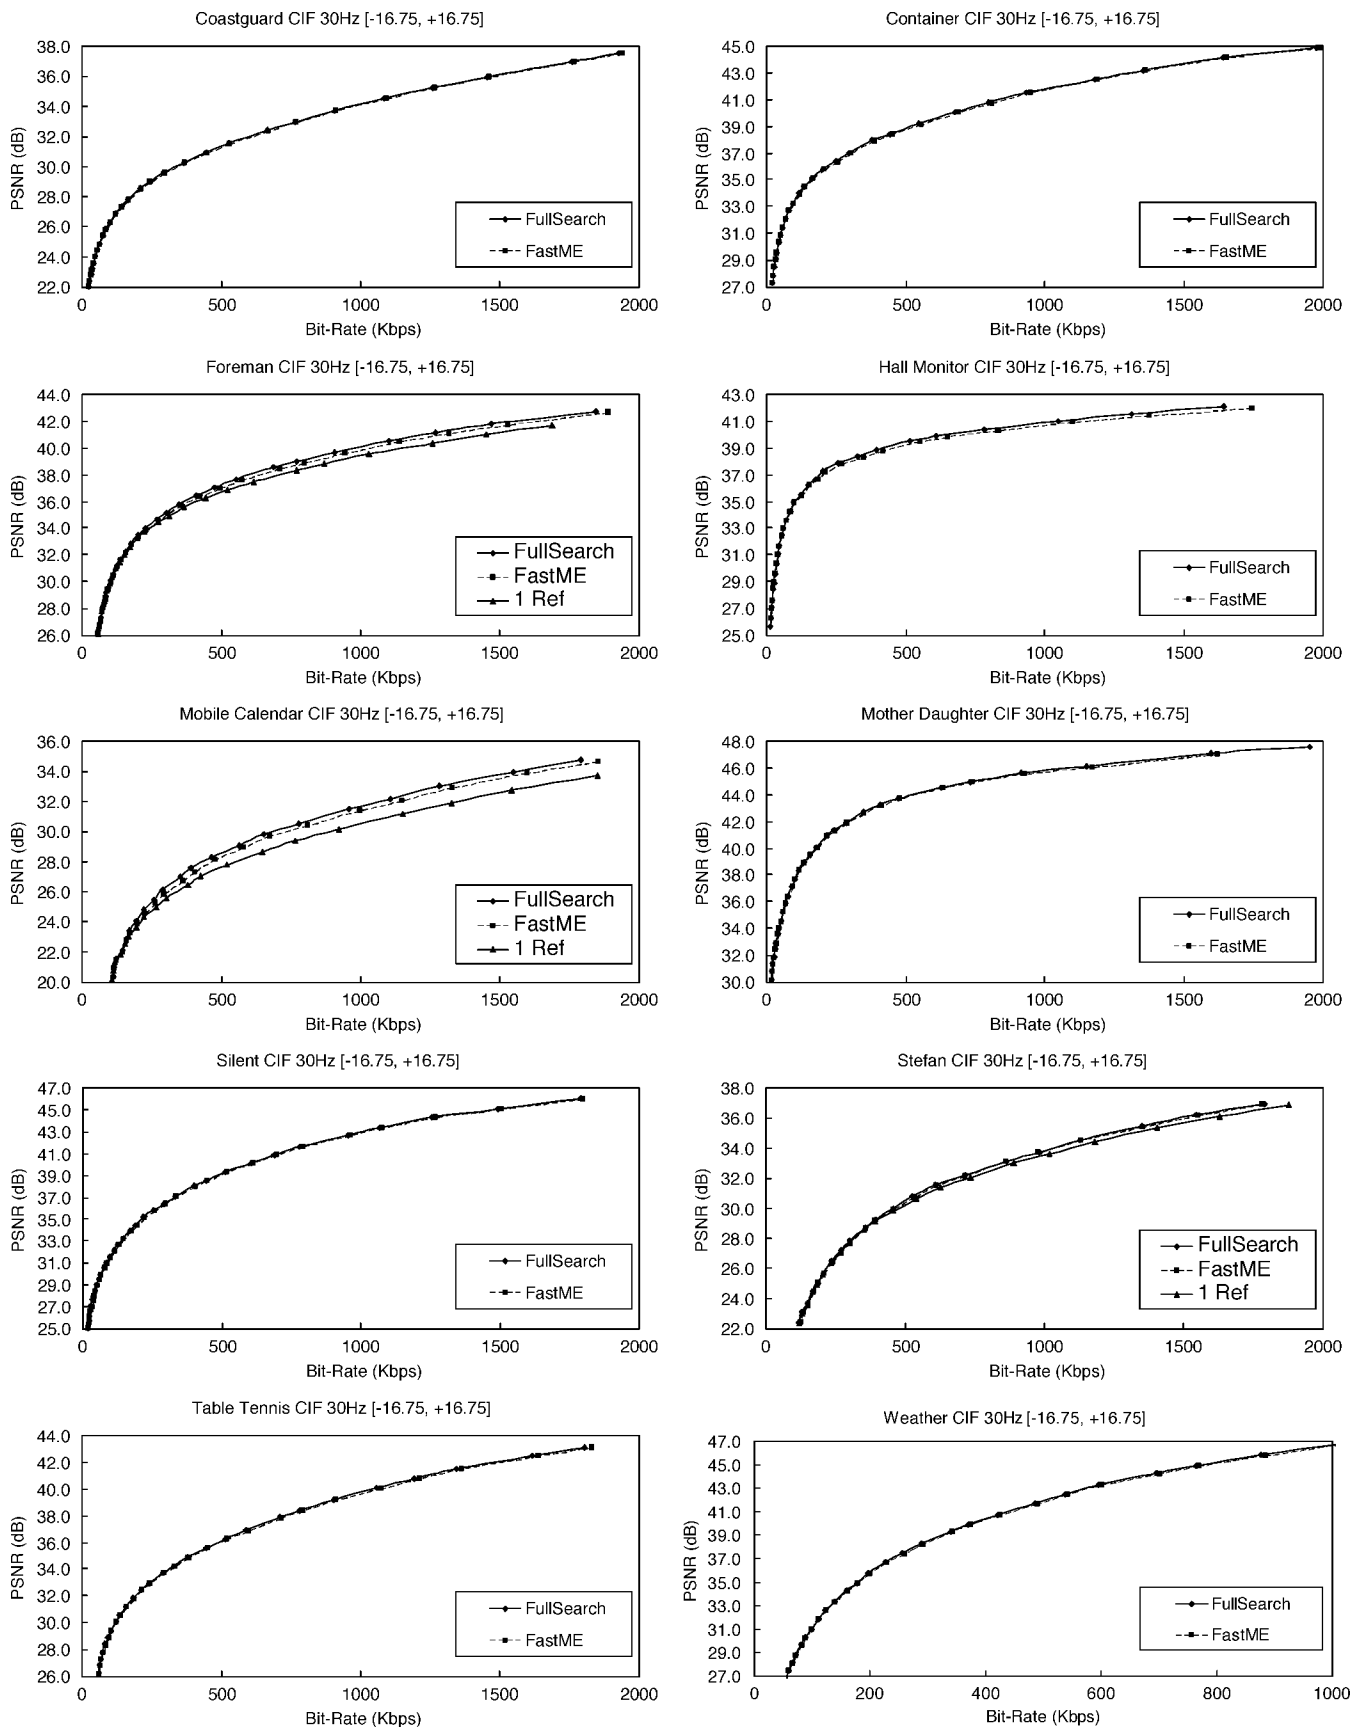 Coastguard CIF 30Hz [-16.75, +16.75]
38.0
36.0
34.0
32.0
30.0
28.0
26.0
24.0
22.0
PSNR (dB)
FullSearch
FastME
0 500 1000 1500 2000
Bit-Rate (Kbps)
Container CIF 30Hz [-16.75, +16.75]
45.0
43.0
41.0
39.0
37.0
35.0
33.0
31.0
29.0
27.0
PSNR (dB)
FullSearch
FastME
0 500 1000 1500 2000
Bit-Rate (Kbps)
Foreman CIF 30Hz [-16.75, +16.75]
44.0
42.0
40.0
38.0
36.0
34.0
32.0
30.0
28.0
26.0
PSNR (dB)
FullSearch
FastME
1 Ref
0 500 1000 1500 2000
Bit-Rate (Kbps)
Hall Monitor CIF 30Hz [-16.75, +16.75]
43.0
41.0
39.0
37.0
35.0
33.0
31.0
29.0
27.0
25.0
PSNR (dB)
FullSearch
FastME
0 500 1000 1500 2000
Bit-Rate (Kbps)
Mobile Calendar CIF 30Hz [-16.75, +16.75]
36.0
34.0
32.0
30.0
28.0
26.0
24.0
22.0
20.0
PSNR (dB)
FullSearch
FastME
1 Ref
0 500 1000 1500 2000
Bit-Rate (Kbps)
Mother Daughter CIF 30Hz [-16.75, +16.75]
48.0
46.0
44.0
42.0
40.0
38.0
36.0
34.0
32.0
30.0
PSNR (dB)
FullSearch
FastME
0 500 1000 1500 2000
Bit-Rate (Kbps)
Silent CIF 30Hz [-16.75, +16.75]
47.0
45.0
43.0
41.0
39.0
37.0
35.0
33.0
31.0
29.0
27.0
25.0
PSNR (dB)
FullSearch
FastME
0 500 1000 1500 2000
Bit-Rate (Kbps)
Stefan CIF 30Hz [-16.75, +16.75]
38.0
36.0
34.0
32.0
30.0
28.0
26.0
24.0
22.0
PSNR (dB)
FullSearch
FastME
1 Ref
0 500 1000 1500 2000
Bit-Rate (Kbps)
Table Tennis CIF 30Hz [-16.75, +16.75]
44.0
42.0
40.0
38.0
36.0
34.0
32.0
30.0
28.0
26.0
PSNR (dB)
FullSearch
FastME
0 500 1000 1500 2000
Bit-Rate (Kbps)
Weather CIF 30Hz [-16.75, +16.75]
47.0
45.0
43.0
41.0
39.0
37.0
35.0
33.0
31.0
29.0
27.0
PSNR (dB)
FullSearch
FastME
0 200 400 600 800 1000
Bit-Rate (Kbps)